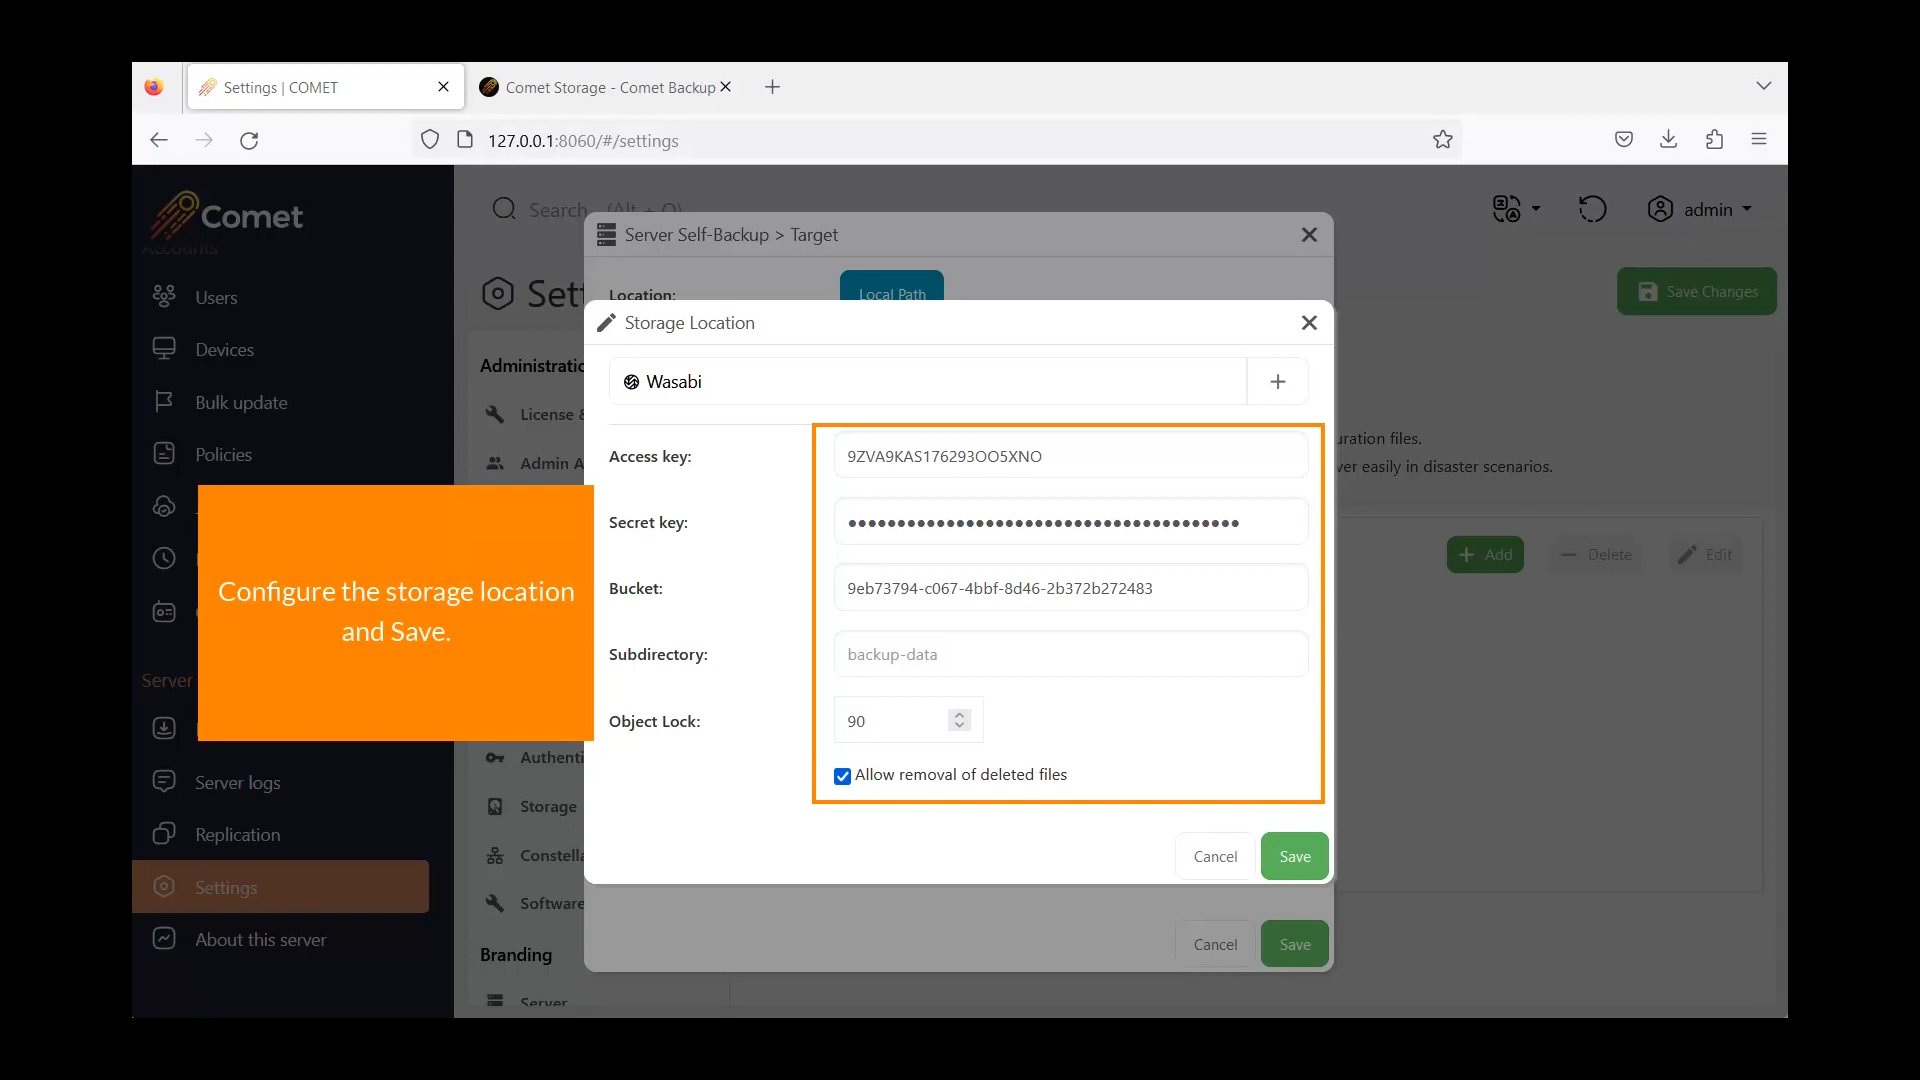 Settings | COMET
Comet Storage - Comet Backup
127.0.0.1:8060/#/settings
Comet
Accounts
Users
Devices
Bulk update
Policies
Server
Server logs
Replication
Settings
About this server
Search... (Alt + Q)
admin
Save Changes
Administratio
License &
Admin A
Authenti
Storage
Constella
Software
Branding
Server
uration files.
ver easily in disaster scenarios.
Add
Delete
Edit
Server Self-Backup > Target
Location:
Local Path
Storage Location
Wasabi
Access key:
9ZVA9KAS176293OO5XNO
Secret key:
Bucket:
9eb73794-c067-4bbf-8d46-2b372b272483
Subdirectory:
backup-data
Object Lock:
90
Allow removal of deleted files
Cancel
Save
Cancel
Save
Configure the storage location
and Save.